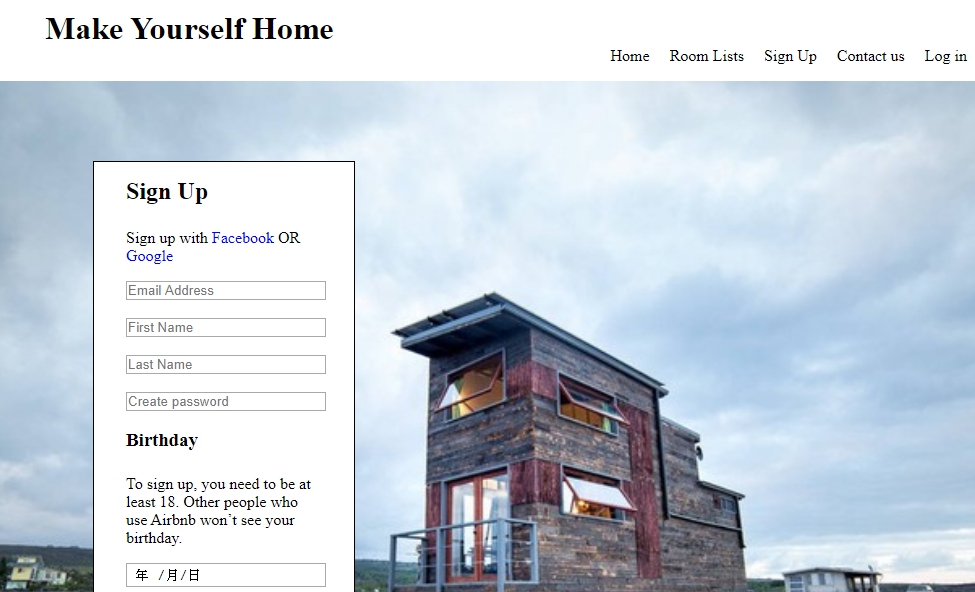 Make Yourself Home
Home Room Lists Sign Up Contact us Log in
Sign Up
Sign up with Facebook OR
Google
Email Address
First Name
Last Name
Create password
Birthday
To sign up, you need to be at
least 18. Other people who
use Airbnb won’t see your
birthday.
年 /月/日